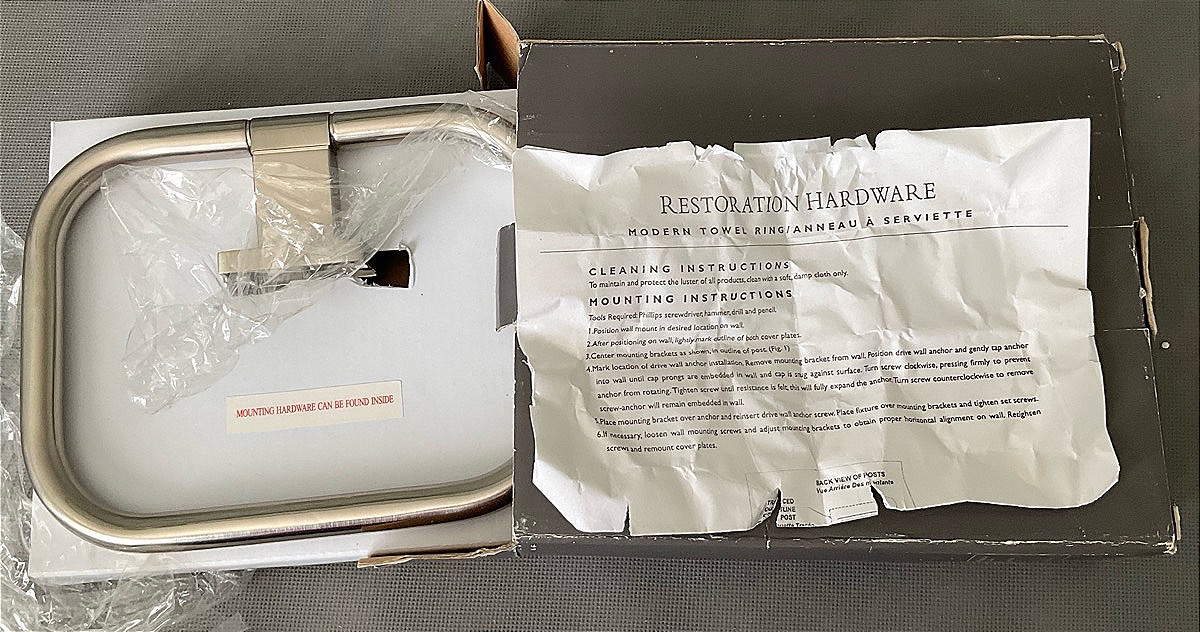 MOUNTING HARDWARE CAN BE FOUND INSIDE
RESTORATION HARDWARE
MODERN TOWEL RING/ANNEAU À SERVIETTE
CLEANING INSTRUCTIONS
To maintain and protect the luster of all products, clean with a soft, damp cloth only.
MOUNTING INSTRUCTIONS
Tools Required: Phillips screwdriver, hammer, drill and pencil.
1.Position wall mount in desired location on wall.
2.After positioning on wall, lightly mark outline of both cover plates.
3.Center mounting brackets as shown, in outline of post. (Fig. 1)
4.Mark location of drive wall anchor installation. Remove mounting bracket from wall. Position drive wall anchor and gently tap anchor
into wall until cap prongs are embedded in wall and cap is snug against surface. Turn screw clockwise, pressing firmly to prevent
anchor from rotating. Tighten screw until resistance is felt, this will fully expand the anchor. Turn screw counterclockwise to remove
screw-anchor will remain embedded in wall.
5.Place mounting bracket over anchor and reinsert drive wall anchor screw. Place fixture over mounting brackets and tighten set screws.
6.If necessary, loosen wall mounting screws and adjust mounting brackets to obtain proper horizontal alignment on wall. Retighten
screws and remount cover plates.
BACK VIEW OF POSTS
Vue Arrière Des
POST